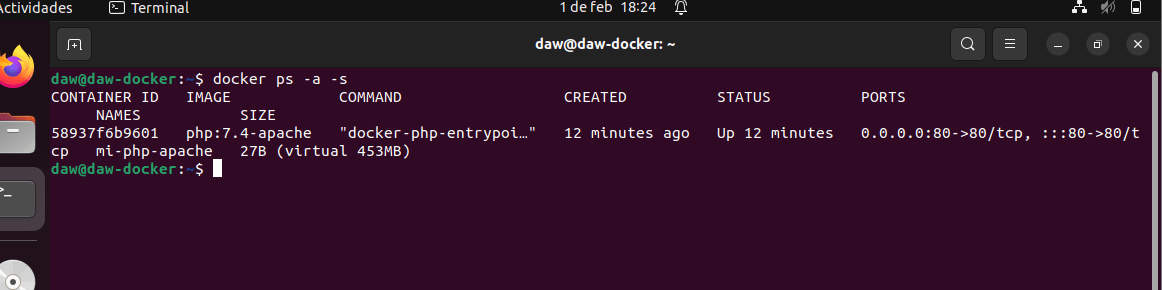 Actividades Terminal 1 de feb 18:24
daw@daw-docker: ~
daw@daw-docker:~$ docker ps -a -s
CONTAINER ID IMAGE COMMAND CREATED STATUS PORTS
NAMES SIZE
58937f6b9601 php:7.4-apache "docker-php-entrypoi…" 12 minutes ago Up 12 minutes 0.0.0.0:80->80/tcp, :::80->80/t
cp mi-php-apache 27B (virtual 453MB)
daw@daw-docker:~$